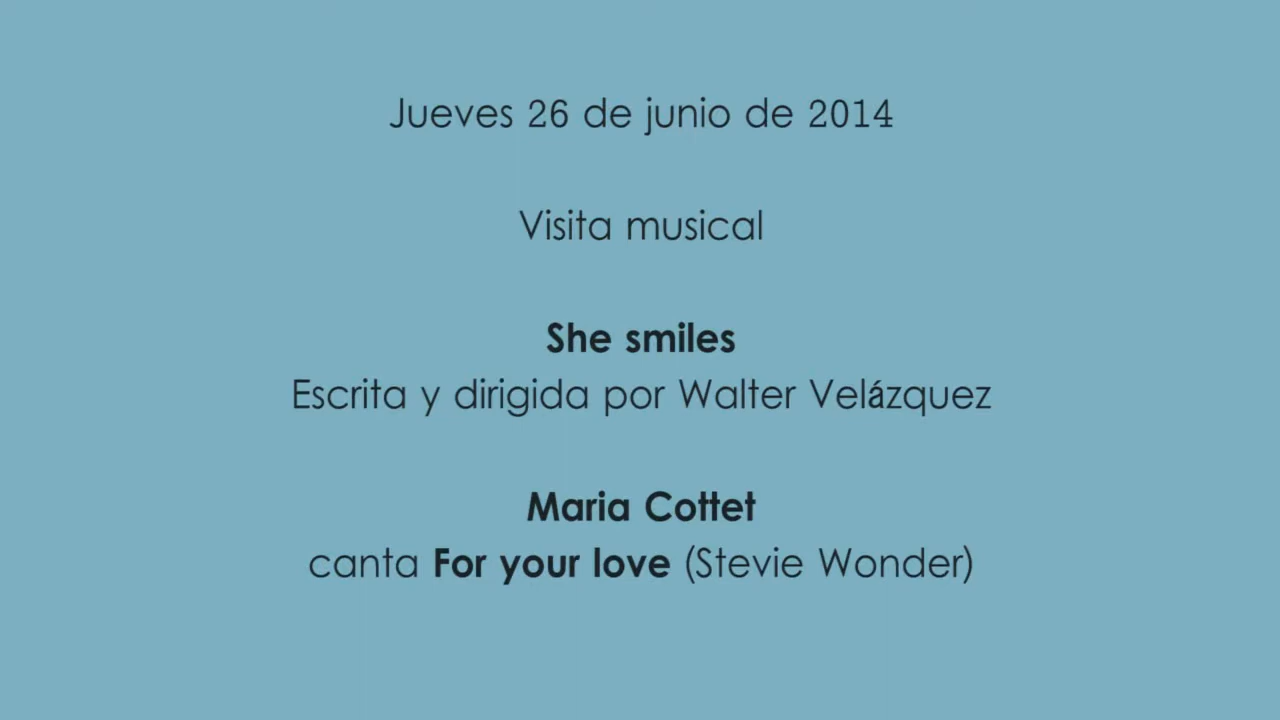 Jueves 26 de junio de 2014
Visita musical
She smiles
Escrita y dirigida por Walter Velázquez
Maria Cottet
canta For your love (Stevie Wonder)